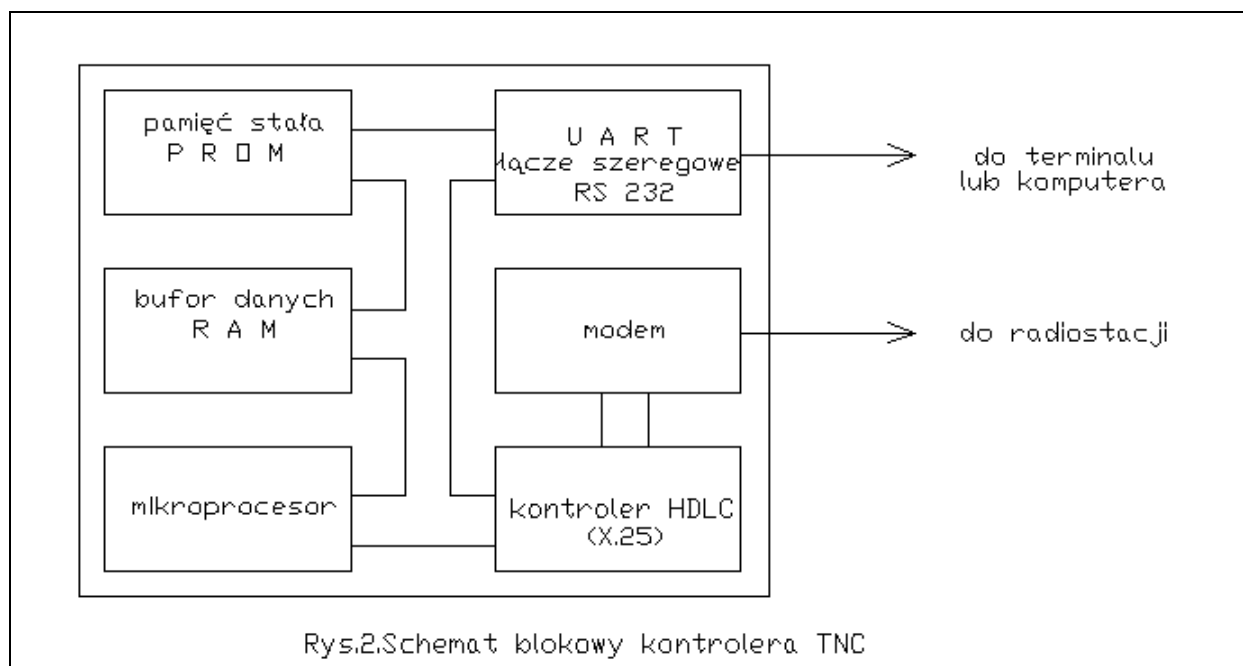 pamięć stała
P R O M
U A R T
łącze szeregowe
RS 232
do terminalu
lub komputera
bufor danych
R A M
modem
do radiostacji
mIkroprocesor
kontroler HDLC
(X.25)
Rys.2.Schemat blokowy kontrolera TNC